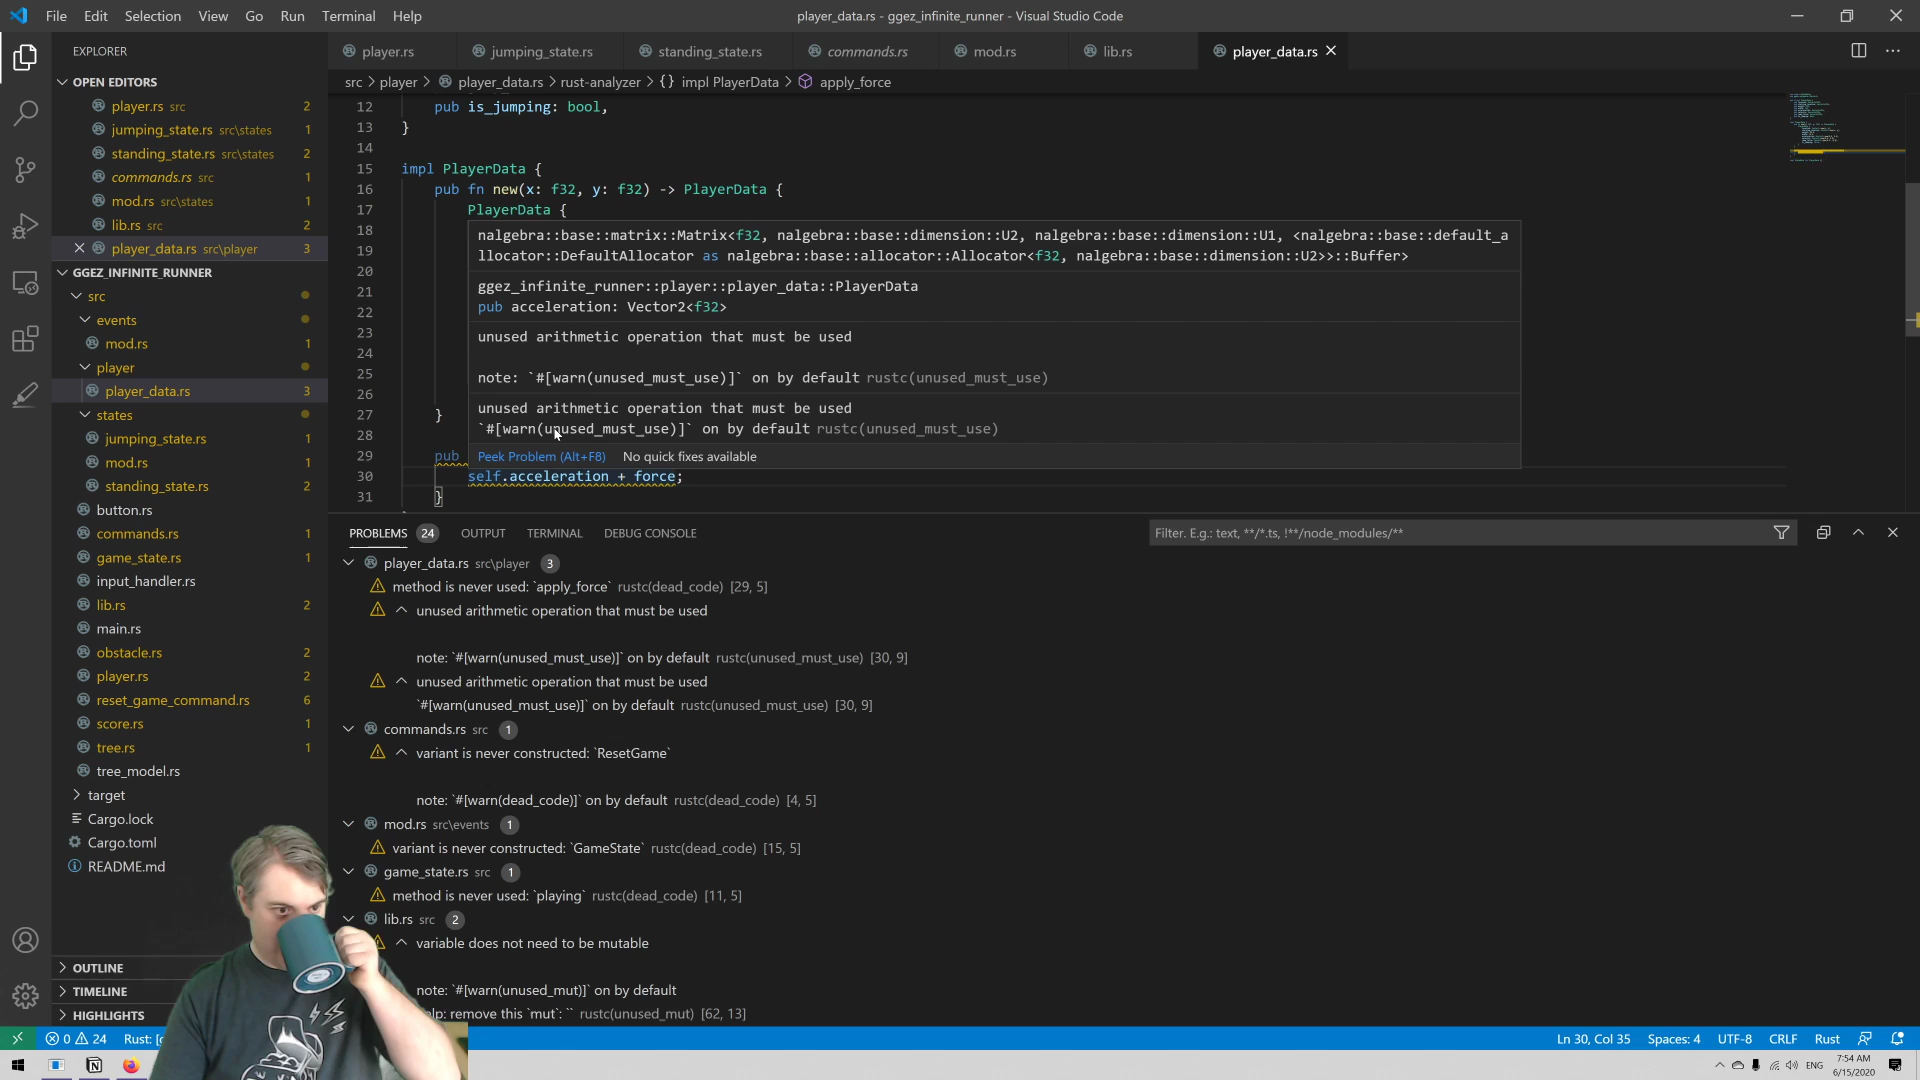 File Edit Selection View Go Run Terminal Help
player_data.rs - ggez_infinite_runner - Visual Studio Code
EXPLORER
OPEN EDITORS
player.rs src 2
jumping_state.rs src\states 1
standing_state.rs src\states 2
commands.rs src 1
mod.rs src\states 1
lib.rs src 2
player_data.rs src\player 3
GGEZ_INFINITE_RUNNER
src
events
mod.rs 1
player
player_data.rs 3
states
jumping_state.rs 1
mod.rs 1
standing_state.rs 2
button.rs
commands.rs 1
game_state.rs 1
input_handler.rs
lib.rs 2
main.rs
obstacle.rs 2
player.rs 2
reset_game_command.rs 6
score.rs 1
tree.rs 1
tree_model.rs
target
Cargo.lock
Cargo.toml
README.md
OUTLINE
TIMELINE
HIGHLIGHTS
player.rs jumping_state.rs standing_state.rs commands.rs mod.rs lib.rs player_data.rs
src player player_data.rs rust-analyzer {} impl PlayerData apply_force
12 pub is_jumping: bool,
13 }
14
15 impl PlayerData {
16 pub fn new(x: f32, y: f32) -> PlayerData {
17 PlayerData {
18
19
20
21
22
23
24
25
26
27 }
28
29 pub
30 self.acceleration + force;
31 }
nalgebra::base::matrix::Matrix<f32, nalgebra::base::dimension::U2, nalgebra::base::dimension::U1, <nalgebra::base::default_a
llocator::DefaultAllocator as nalgebra::base::allocator::Allocator<f32, nalgebra::base::dimension::U2>>::Buffer>
ggez_infinite_runner::player::player_data::PlayerData
pub acceleration: Vector2<f32>
unused arithmetic operation that must be used
note: `#[warn(unused_must_use)]` on by default rustc(unused_must_use)
unused arithmetic operation that must be used
`#[warn(unused_must_use)]` on by default rustc(unused_must_use)
Peek Problem (Alt+F8) No quick fixes available
PROBLEMS 24 OUTPUT TERMINAL DEBUG CONSOLE
Filter. E.g.: text, **/*.ts, !**/node_modules/**
player_data.rs src\player 3
method is never used: `apply_force` rustc(dead_code) [29, 5]
unused arithmetic operation that must be used
note: `#[warn(unused_must_use)]` on by default rustc(unused_must_use) [30, 9]
unused arithmetic operation that must be used
`#[warn(unused_must_use)]` on by default rustc(unused_must_use) [30, 9]
commands.rs src 1
variant is never constructed: `ResetGame`
note: `#[warn(dead_code)]` on by default rustc(dead_code) [4, 5]
mod.rs src\events 1
variant is never constructed: `GameState` rustc(dead_code) [15, 5]
game_state.rs src 1
method is never used: `playing` rustc(dead_code) [11, 5]
lib.rs src 2
variable does not need to be mutable
note: `#[warn(unused_mut)]` on by default
elp: remove this `mut`: `` rustc(unused_mut) [62, 13]
0 24 Rust: [
Ln 30, Col 35 Spaces: 4 UTF-8 CRLF Rust
ENG
7:54 AM
6/15/2020